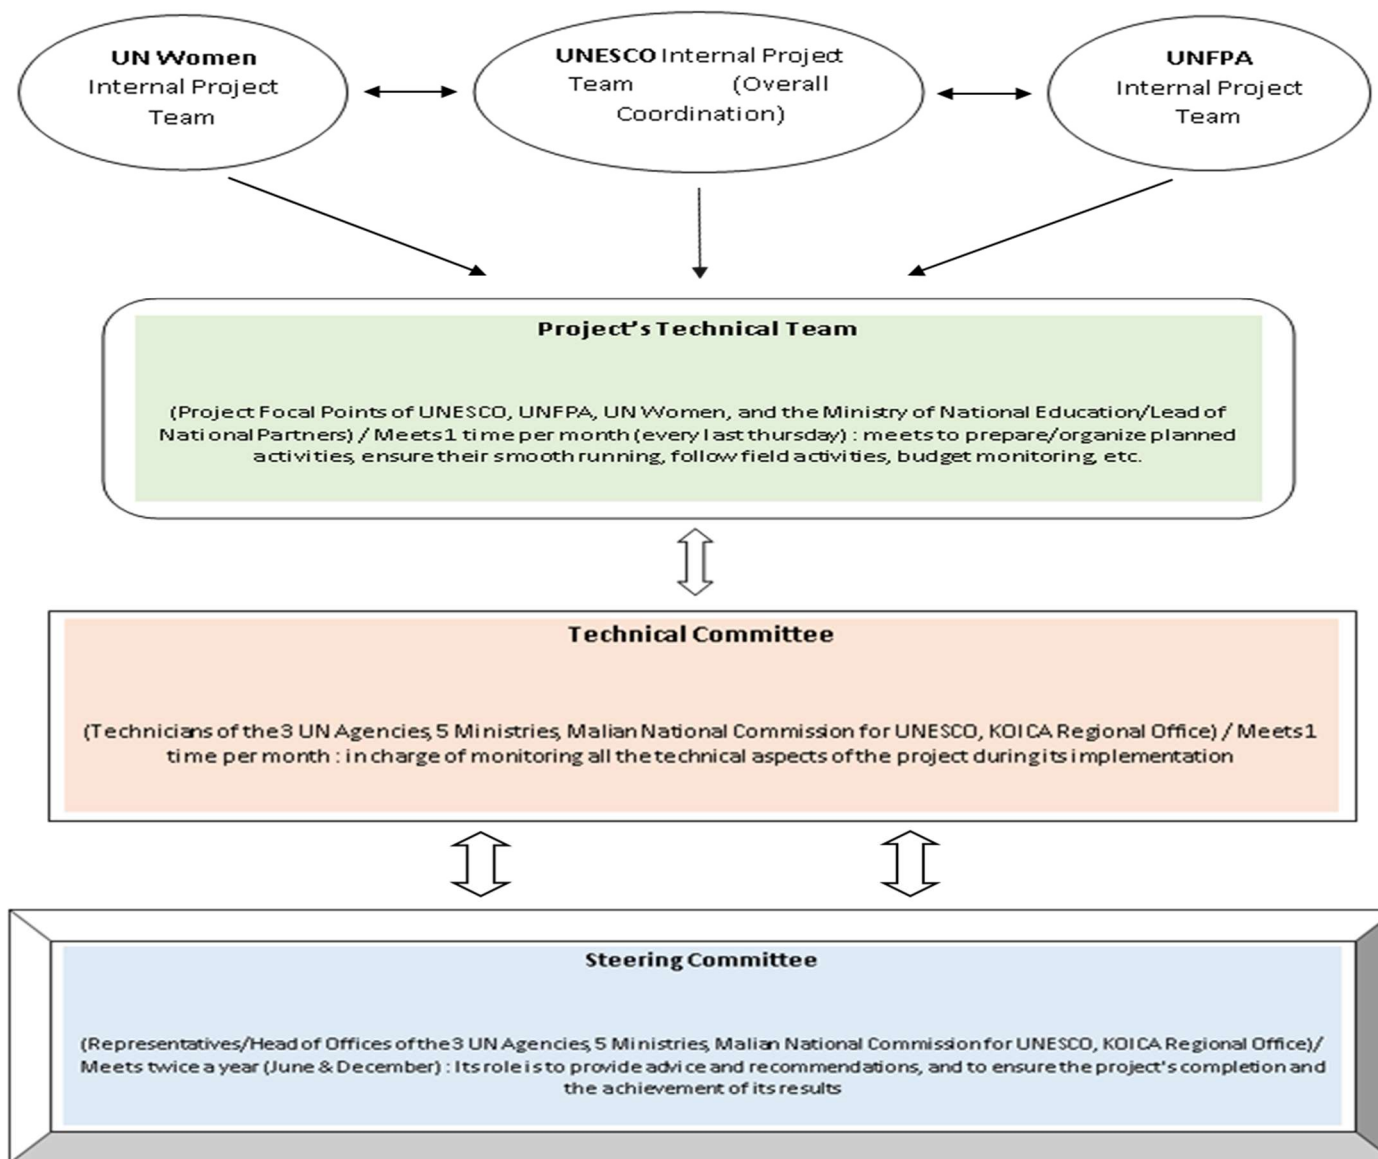 UN Women
Internal Project
Team
UNESCO Internal Project
Team (Overall
Coordination)
UNFPA
Internal Project
Team
Project's Technical Team
(Project Focal Points of UNESCO, UNFPA, UN Women, and the Ministry of National Education/Lead of
National Partners) / Meets 1 time per month (every last thursday) : meets to prepare/organize planned
activities, ensure their smooth running, follow field activities, budget monitoring, etc.
Technical Committee
(Technicians of the 3 UN Agencies, 5 Ministries, Malian National Commission for UNESCO, KOICA Regional Office) / Meets 1
time per month : in charge of monitoring all the technical aspects of the project during its implementation
Steering Committee
(Representatives/Head of Offices of the 3 UN Agencies, 5 Ministries, Malian National Commission for UNESCO, KOICA Regional Office)/
Meets twice a year (June & December) : Its role is to provide advice and recommendations, and to ensure the project's completion and
the achievement of its results